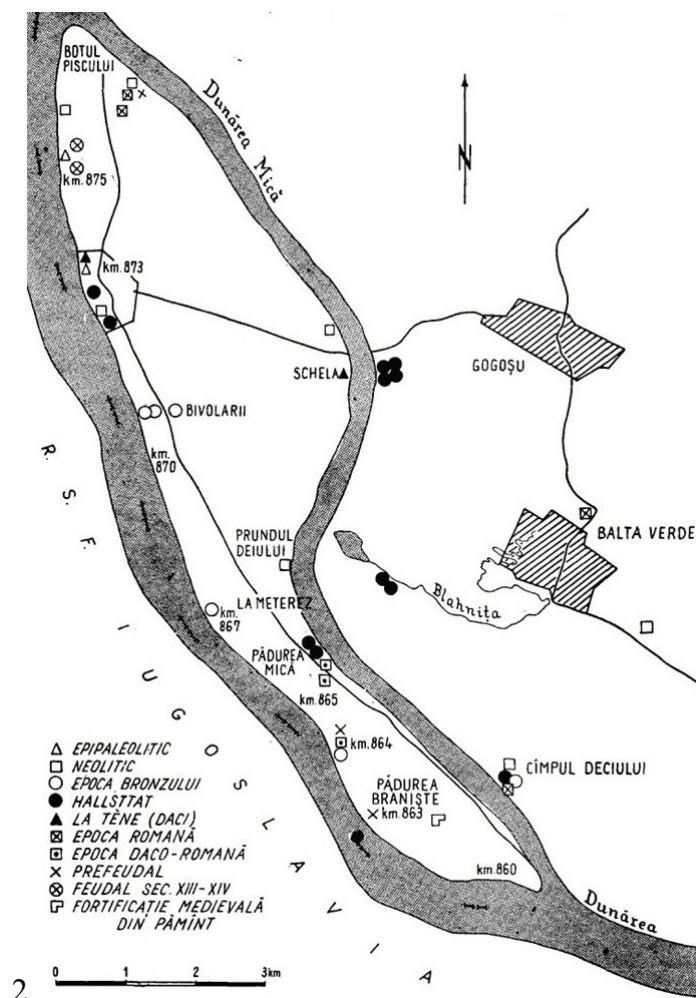 BOTUL
PISCULUI
Dunărea Mică
N
km. 875
km. 873
GOGOȘU
SCHELA
BIVOLARII
km.
870
BALTA VERDE
PRUNDUL
DEIULUI
Blahnița
LA METEREZ
km.
867
PĂDUREA
MICĂ
km.865
km.864
CÎMPUL DECIULUI
PĂDUREA
BRANIȘTE
km.863
km.860
Dunărea
R. S. F. IUGOSLAVIA
EPIPALEOLITIC
NEOLITIC
EPOCA BRONZULUI
HALLSTTAT
LA TÈNE (DACI)
EPOCA ROMANĂ
EPOCA DACO-ROMANĂ
PREFEUDAL
FEUDAL SEC. XIII-XIV
FORTIFICAȚIE MEDIEVALĂ
DIN PĂMÎNT
0 1 2 3km
2